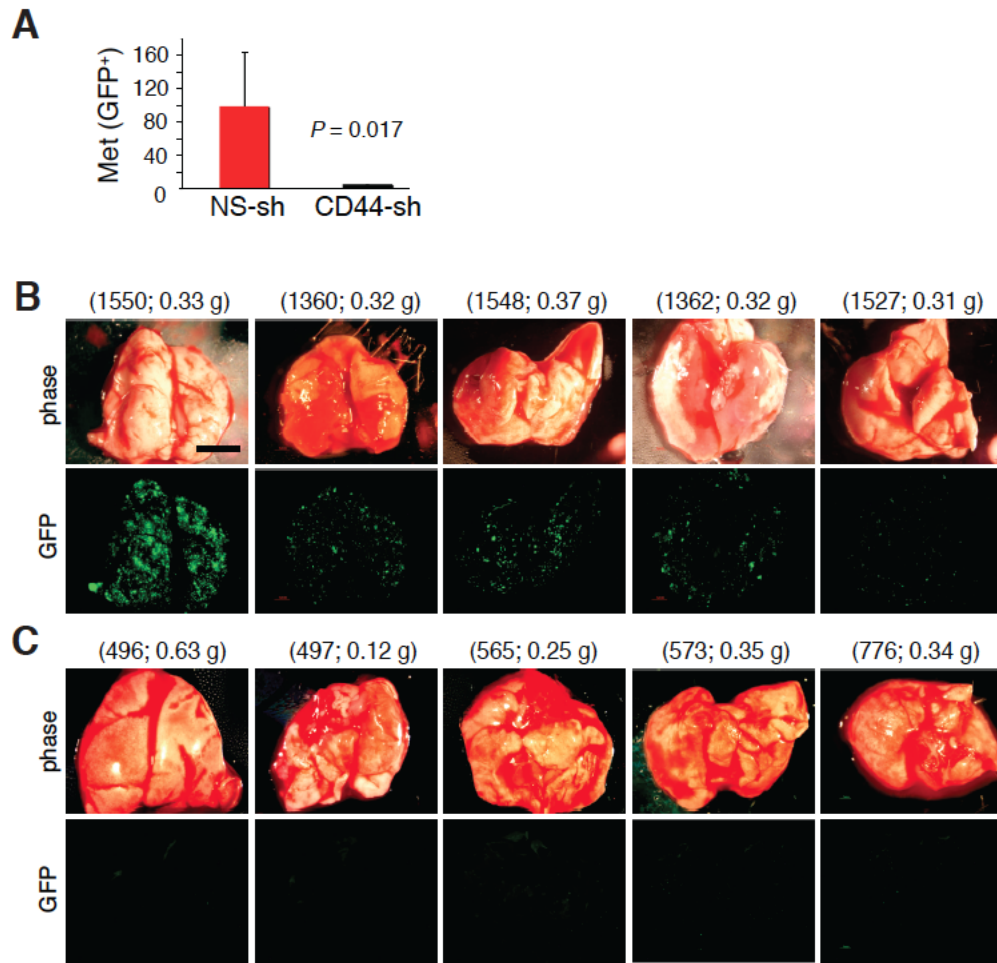 A
Met (GFP+)
160
120
80
40
0
P = 0.017
NS-sh CD44-sh
B
(1550; 0.33 g) (1360; 0.32 g) (1548; 0.37 g) (1362; 0.32 g) (1527; 0.31 g)
phase
GFP
C
(496; 0.63 g) (497; 0.12 g) (565; 0.25 g) (573; 0.35 g) (776; 0.34 g)
phase
GFP